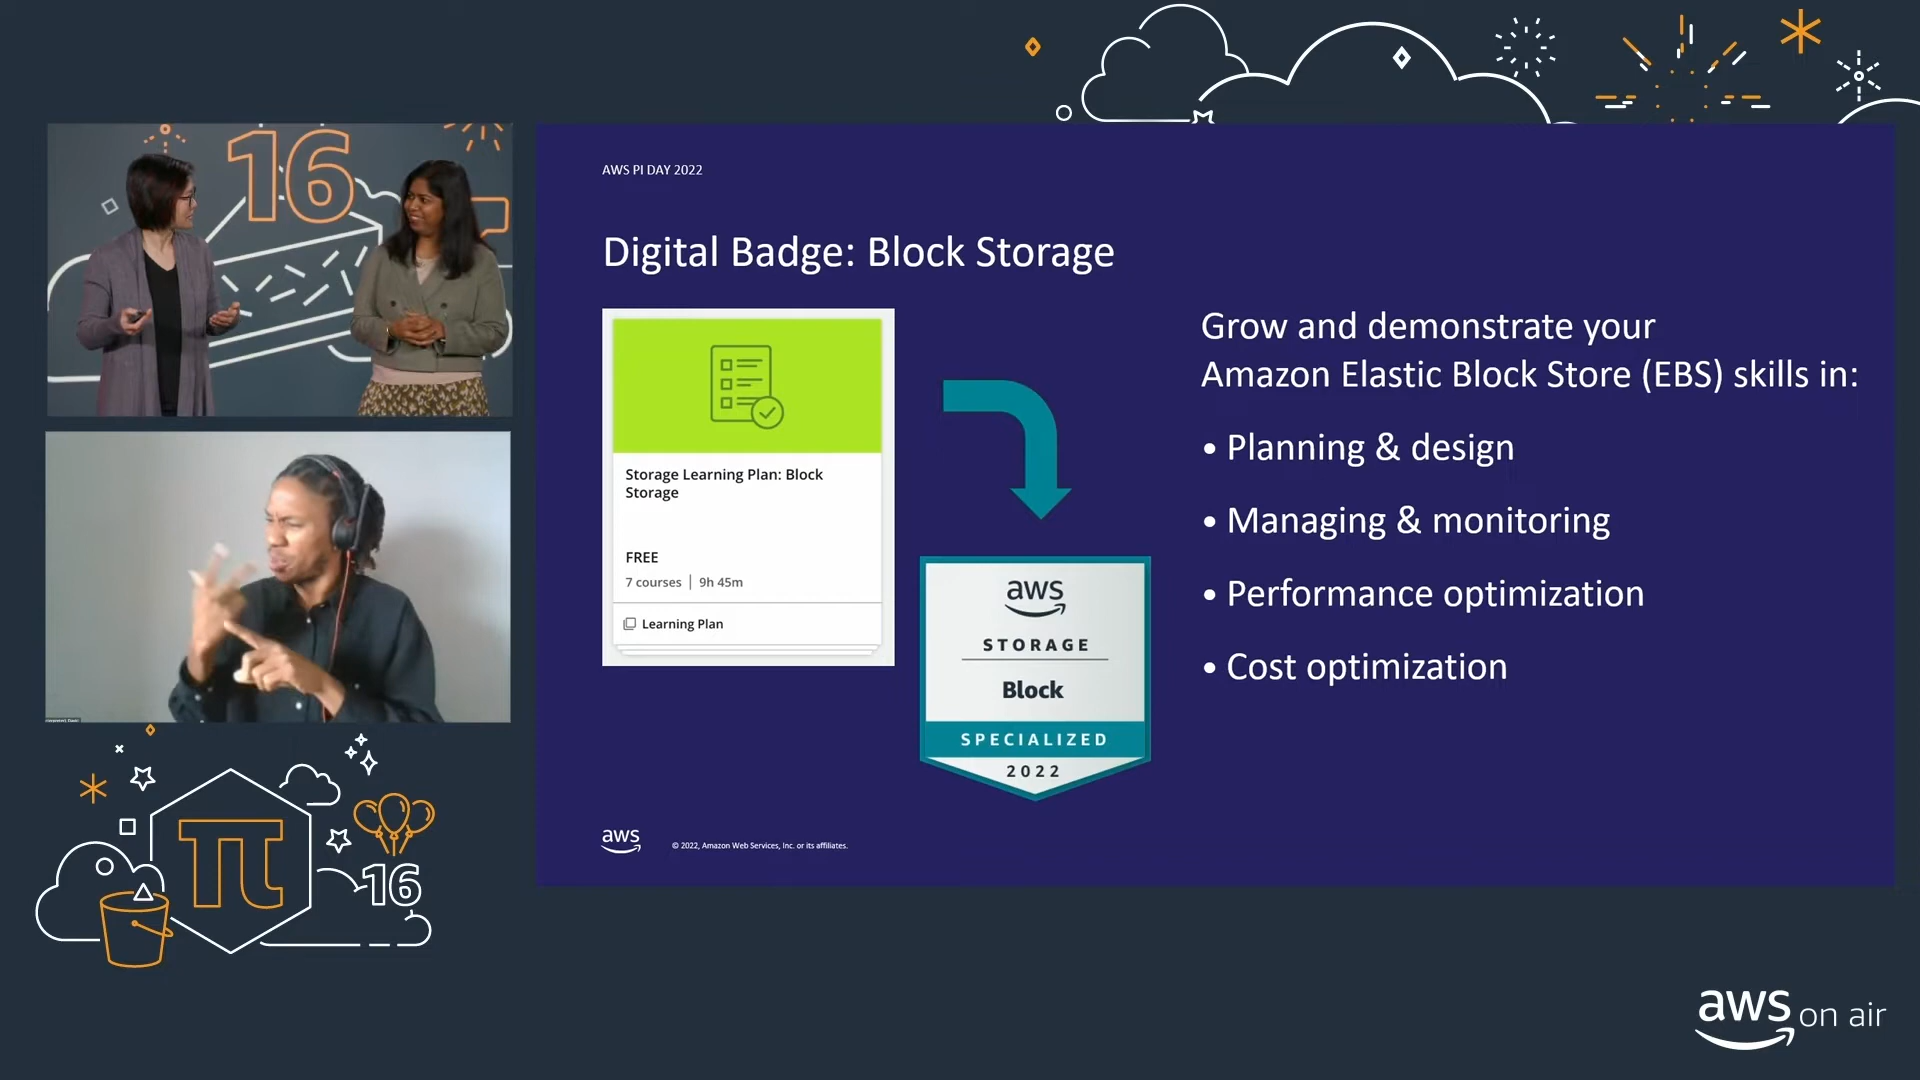 16
AWS PI DAY 2022
Digital Badge: Block Storage
Storage Learning Plan: Block
Storage
FREE
7 courses | 9h 45m
Learning Plan
aws
STORAGE
Block
SPECIALIZED
2022
Grow and demonstrate your
Amazon Elastic Block Store (EBS) skills in:
• Planning & design
• Managing & monitoring
• Performance optimization
• Cost optimization
aws
© 2022, Amazon Web Services, Inc. or its affiliates.
π
16
aws on air